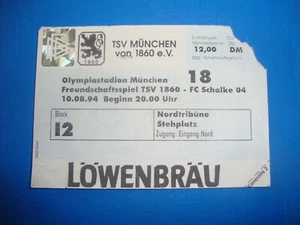 TSV MÜNCHEN
von 1860 e.V.
1860
12,00 DM
Olympiastadion München 18
Freundschaftsspiel TSV 1860 - FC Schalke 04
10.08.94 Beginn 20.00 Uhr
Block
I2
Nordtribüne
Stehplatz
Zugang: Eingang Nord
LÖWENBRÄU